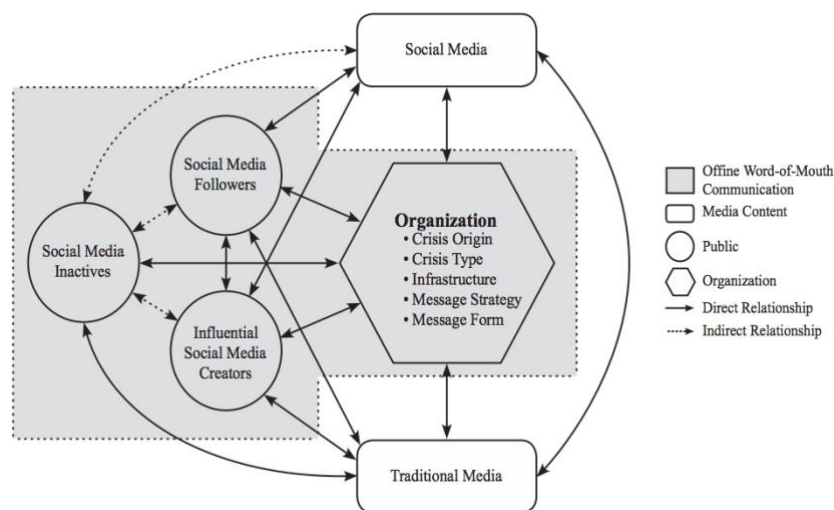 Social Media
Social Media
Followers
Social Media
Inactives
Influential
Social Media
Creators
Organization
• Crisis Origin
• Crisis Type
• Infrastructure
• Message Strategy
• Message Form
Traditional Media
Offine Word-of-Mouth
Communication
Media Content
Public
Organization
Direct Relationship
Indirect Relationship